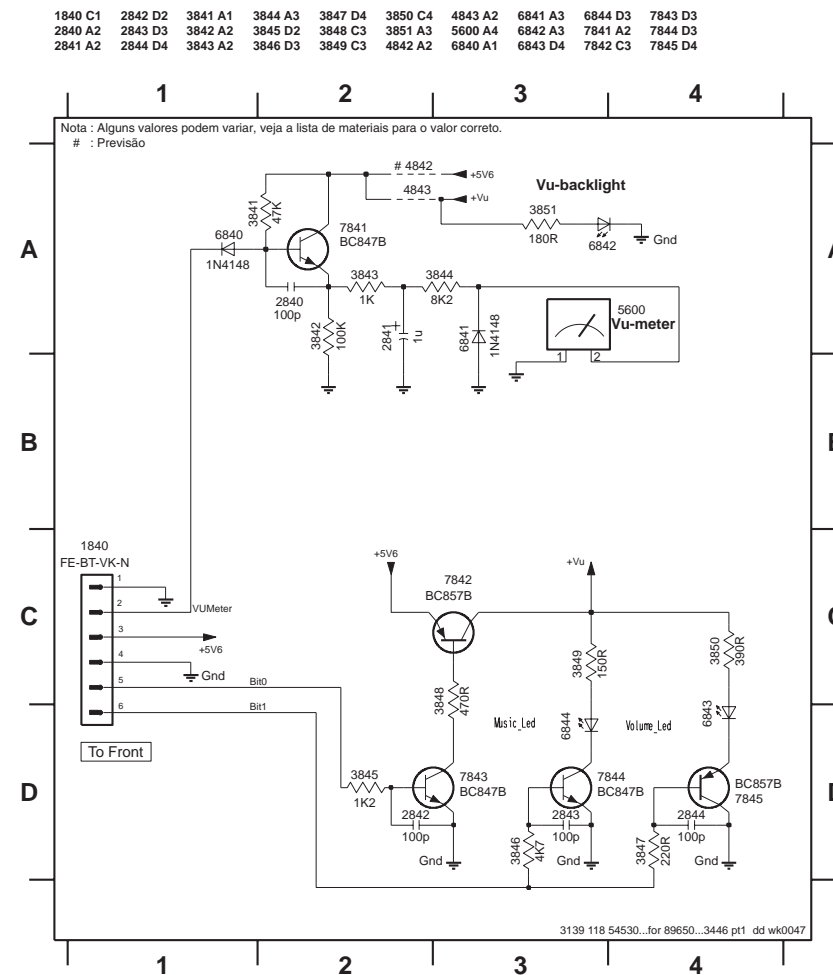 1840 C1 2842 D2 3841 A1 3844 A3 3847 D4 3850 C4 4843 A2 6841 A3 6844 D3 7843 D3
2840 A2 2843 D3 3842 A2 3845 D2 3848 C3 3851 A3 5600 A4 6842 A3 7841 A2 7844 D3
2841 A2 2844 D4 3843 A2 3846 D3 3849 C3 4842 A2 6840 A1 6843 D4 7842 C3 7845 D4
1 2 3 4
Nota : Alguns valores podem variar, veja a lista de materiais para o valor correto.
# : Previsão
# 4842
+5V6
4843
+Vu
Vu-backlight
3841
47K
7841
BC847B
3851
180R
6842
Gnd
A
A
6840
1N4148
2840
100p
3843
1K
3844
8K2
3842
100K
2841
+
1u
6841
1N4148
5600
Vu-meter
1 2
B
B
1840
FE-BT-VK-N
1
2
VUMeter
3
+5V6
4
Gnd
5
Bit0
6
Bit1
To Front
+5V6
7842
BC857B
+Vu
C
C
3849
150R
3850
390R
3848
470R
Music_Led
6844
Volume_Led
6843
D
D
3845
1K2
7843
BC847B
7844
BC847B
BC857B
7845
2842
100p
2843
100p
2844
100p
Gnd
3846
4K7
Gnd
3847
220R
Gnd
3139 118 54530...for 89650...3446 pt1 dd wk0047
1 2 3 4